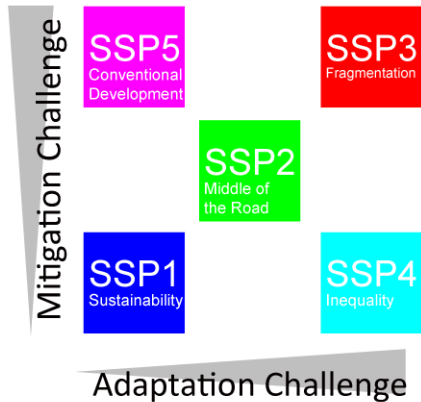 SSP5
Conventional
Development
SSP3
Fragmentation
SSP2
Middle of
the Road
SSP1
Sustainability
SSP4
Inequality
Mitigation Challenge
Adaptation Challenge